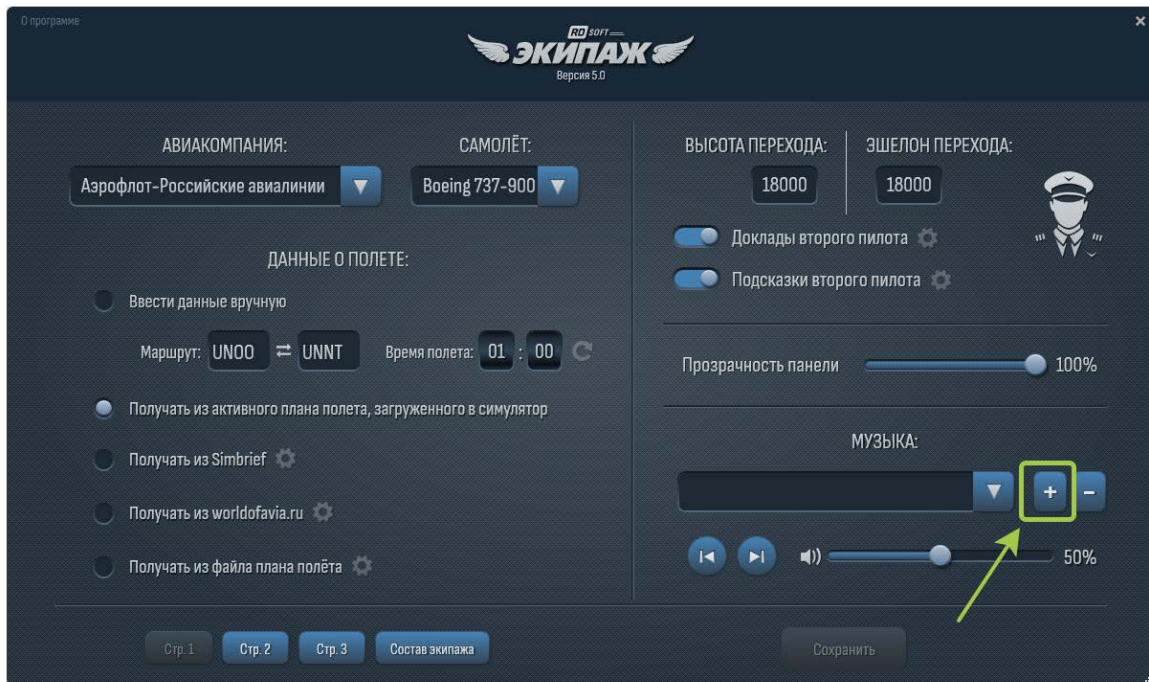 О программе
RD SOFT
ЭКИПАЖ
Версия 5.0
АВИАКОМПАНИЯ:
САМОЛЁТ:
Аэрофлот-Российские авиалинии
Boeing 737-900
ДАННЫЕ О ПОЛЕТЕ:
Ввести данные вручную
Маршрут: UNOO ⇄ UNNT Время полета: 01 : 00
Получать из активного плана полета, загруженного в симулятор
Получать из Simbrief
Получать из worldofavia.ru
Получать из файла плана полёта
Стр. 1 Стр. 2 Стр. 3 Состав экипажа
ВЫСОТА ПЕРЕХОДА:
ЭШЕЛОН ПЕРЕХОДА:
18000
18000
Доклады второго пилота
Подсказки второго пилота
Прозрачность панели 100%
МУЗЫКА:
+ −
50%
Сохранить